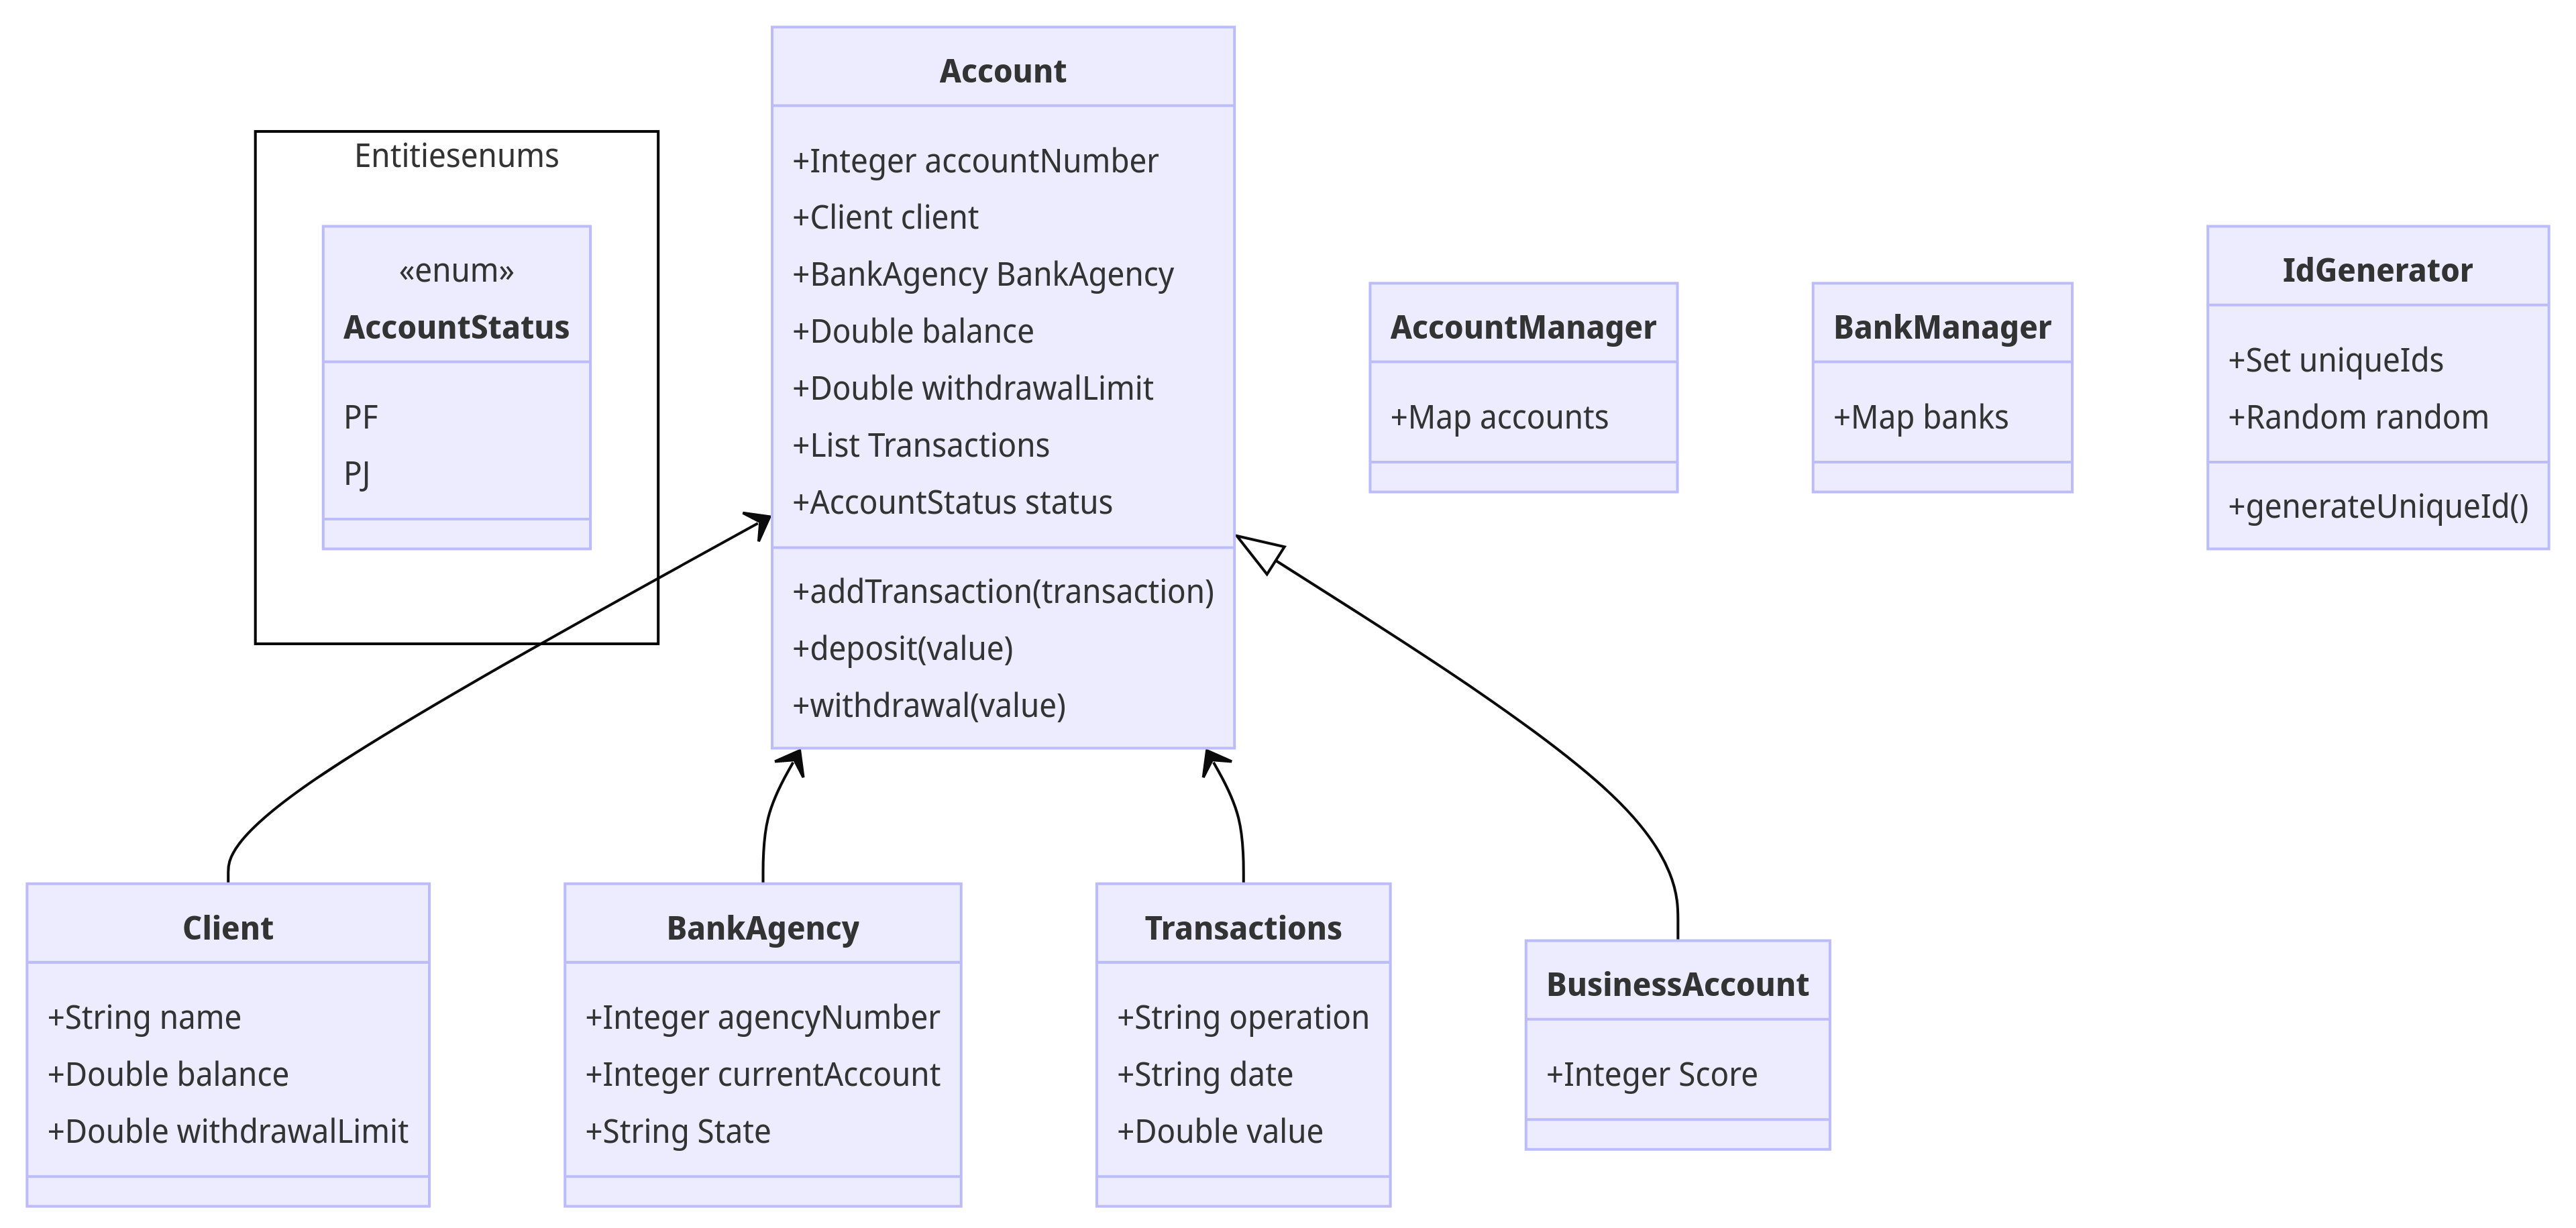 Entitiesenums
«enum»
AccountStatus
PF
PJ
Account
+Integer accountNumber
+Client client
+BankAgency BankAgency
+Double balance
+Double withdrawalLimit
+List Transactions
+AccountStatus status
+addTransaction(transaction)
+deposit(value)
+withdrawal(value)
AccountManager
+Map accounts
BankManager
+Map banks
IdGenerator
+Set uniqueIds
+Random random
+generateUniqueId()
Client
+String name
+Double balance
+Double withdrawalLimit
BankAgency
+Integer agencyNumber
+Integer currentAccount
+String State
Transactions
+String operation
+String date
+Double value
BusinessAccount
+Integer Score